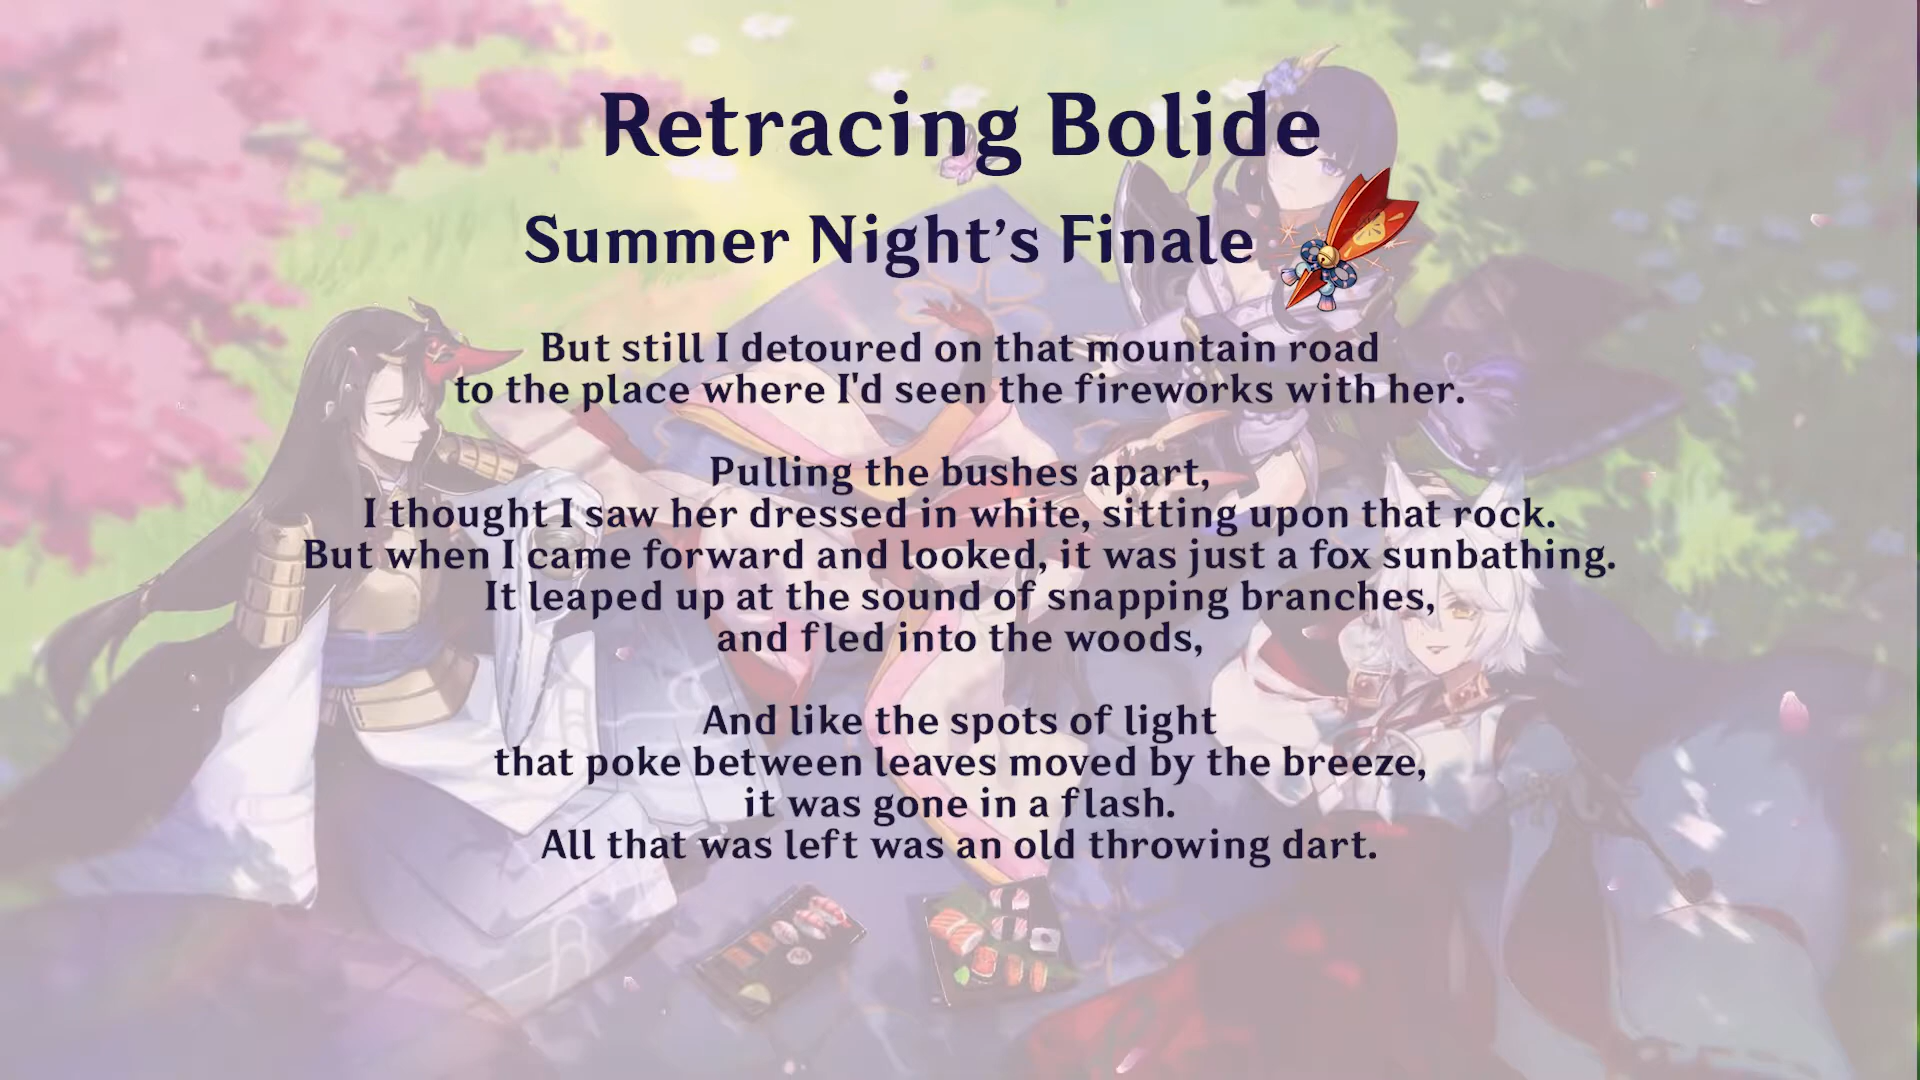 Retracing Bolide
Summer Night’s Finale
But still I detoured on that mountain road
to the place where I'd seen the fireworks with her.
Pulling the bushes apart,
I thought I saw her dressed in white, sitting upon that rock.
But when I came forward and looked, it was just a fox sunbathing.
It leaped up at the sound of snapping branches,
and fled into the woods,
And like the spots of light
that poke between leaves moved by the breeze,
it was gone in a flash.
All that was left was an old throwing dart.